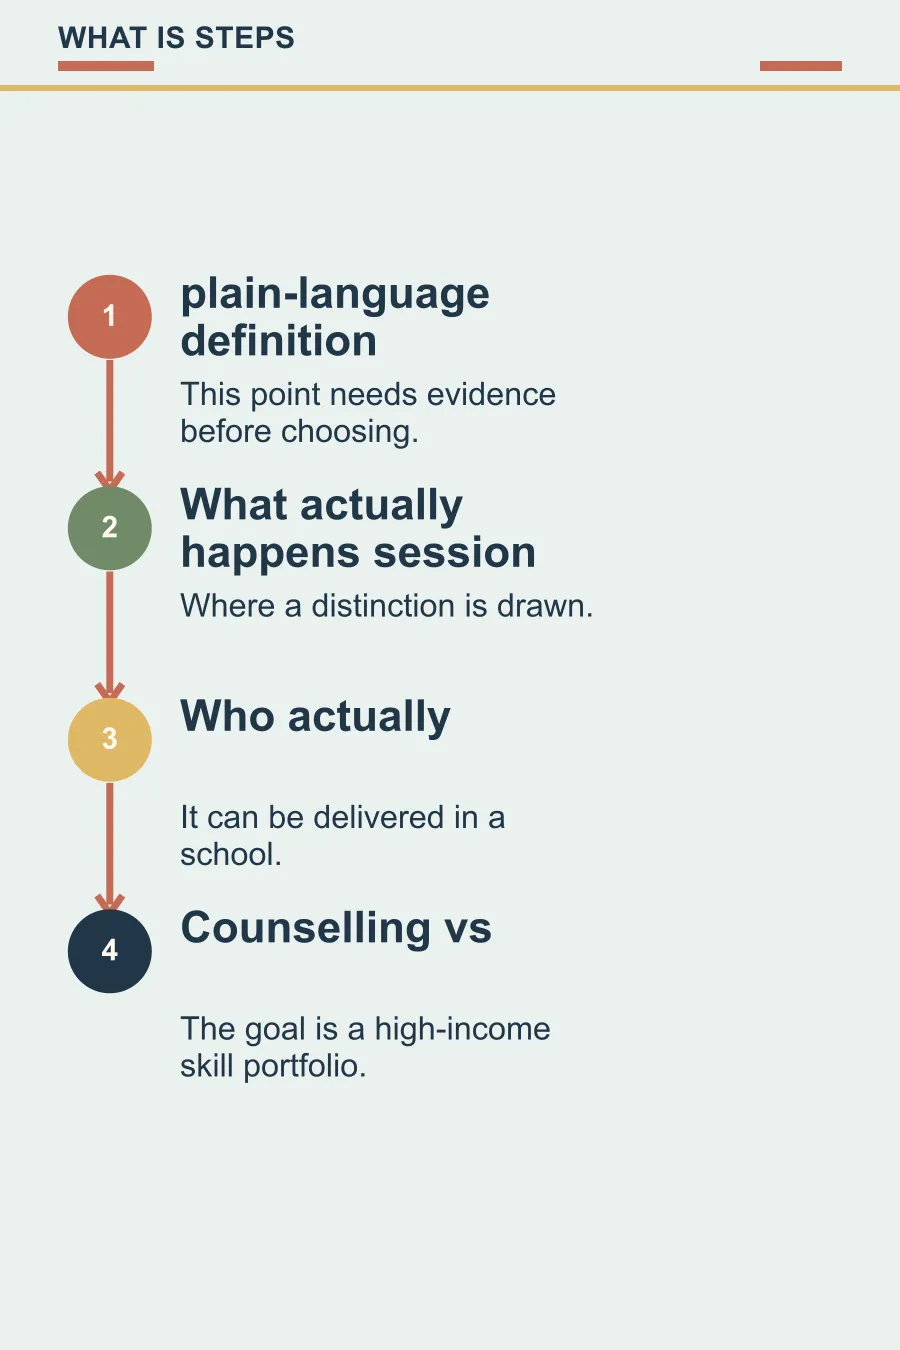 WHAT IS STEPS
1
plain-language
definition
This point needs evidence
before choosing.
2
What actually
happens session
Where a distinction is drawn.
3
Who actually
It can be delivered in a
school.
4
Counselling vs
The goal is a high-income
skill portfolio.